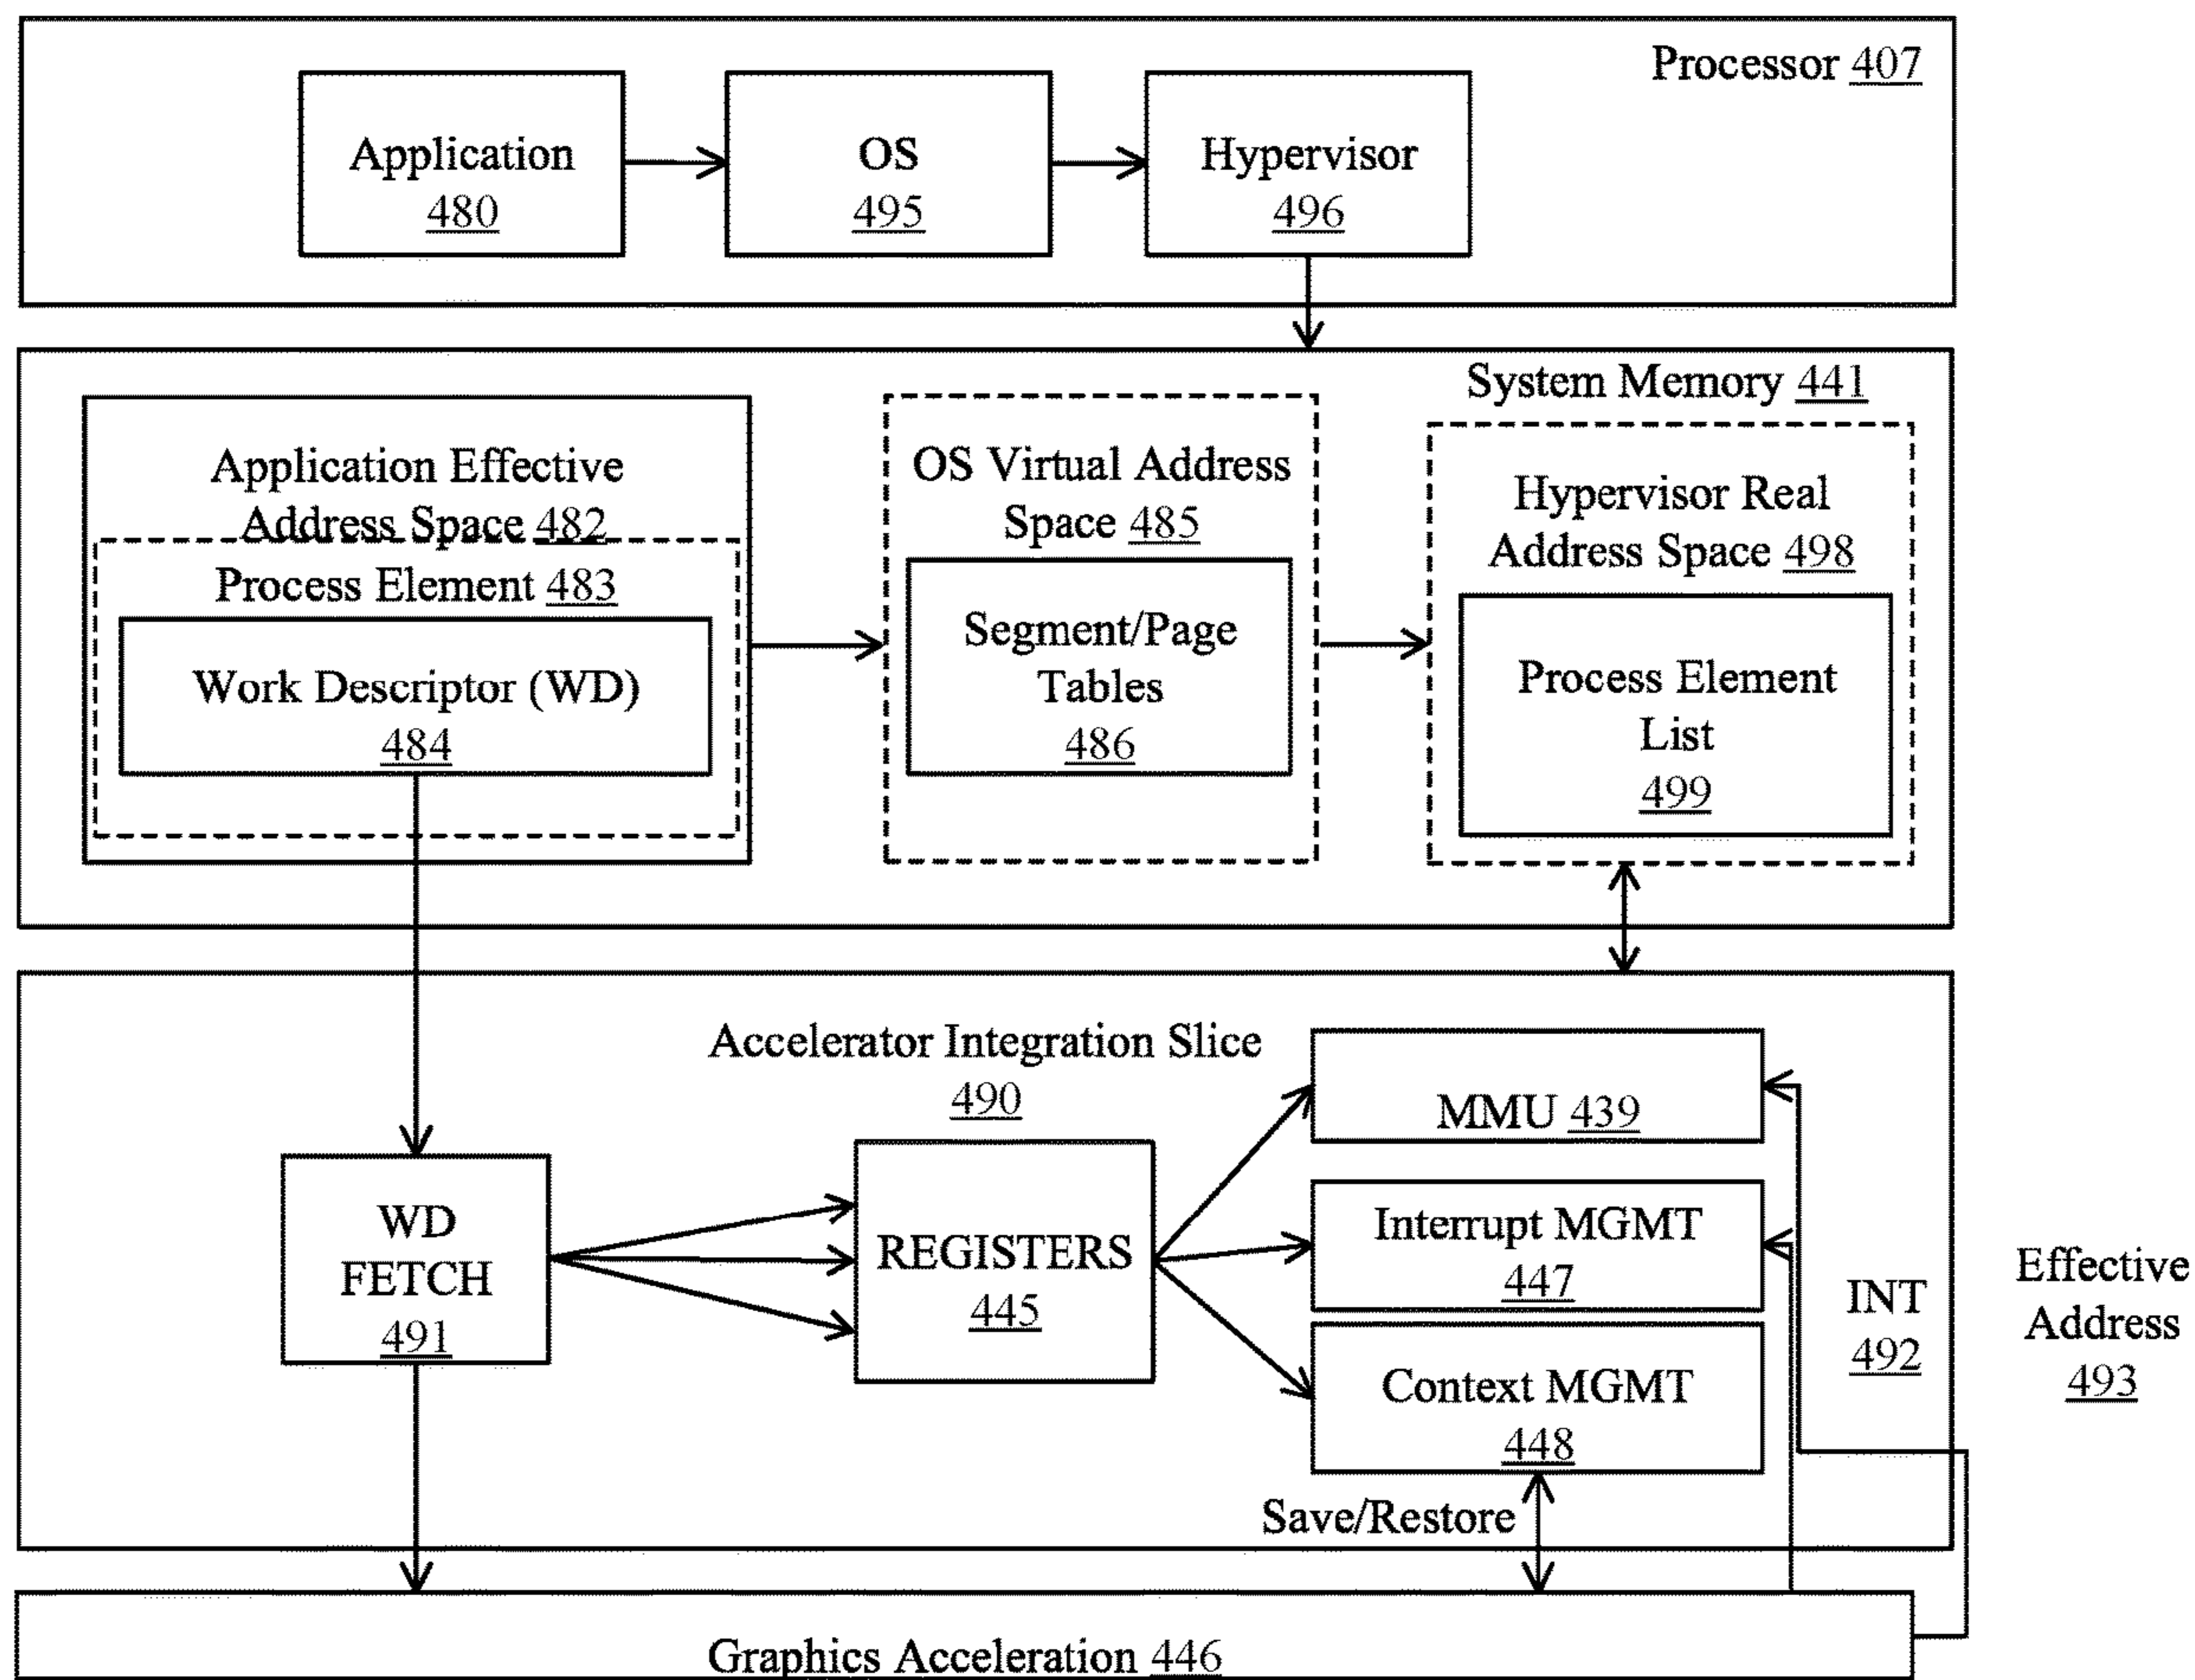 Processor 407
Application
480
OS
495
Hypervisor
496
System Memory 441
Application Effective
Address Space 482
Process Element 483
Work Descriptor (WD)
484
OS Virtual Address
Space 485
Segment/Page
Tables
486
Hypervisor Real
Address Space 498
Process Element
List
499
Accelerator Integration Slice
490
WD
FETCH
491
REGISTERS
445
MMU 439
Interrupt MGMT
447
Context MGMT
448
Save/Restore
INT
492
Effective
Address
493
Graphics Acceleration 446